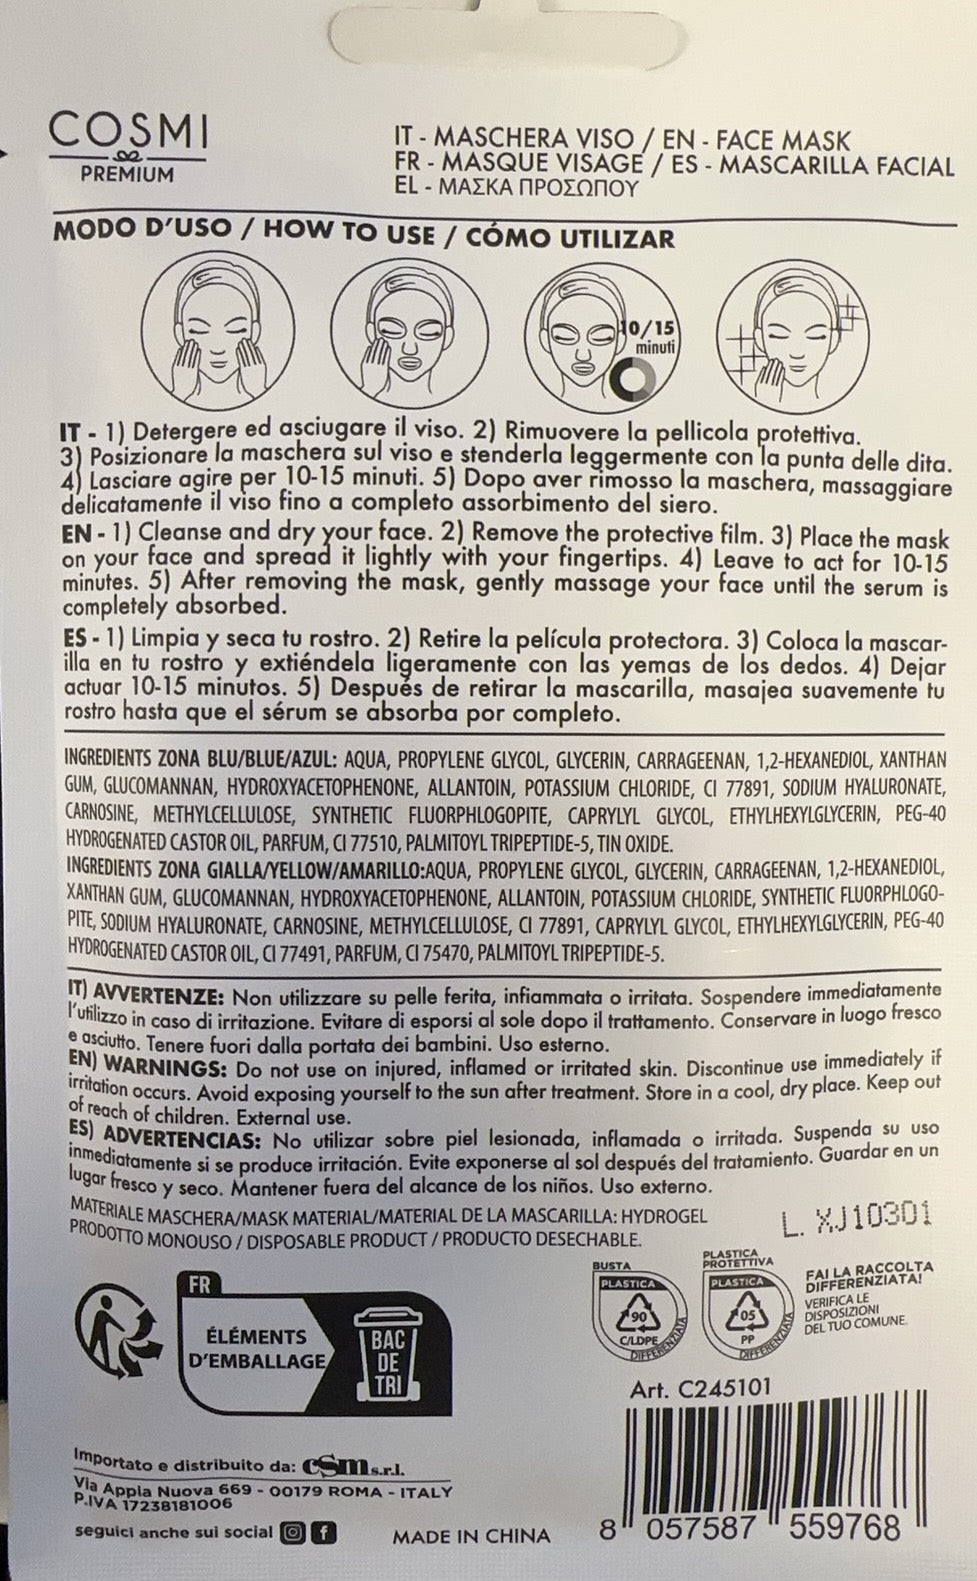 COSMI
PREMIUM
IT - MASCHERA VISO / EN - FACE MASK
FR - MASQUE VISAGE / ES - MASCARILLA FACIAL
EL - ΜΑΣΚΑ ΠΡΟΣΩΠΟΥ
MODO D'USO / HOW TO USE / CÓMO UTILIZAR
10/15
minuti
IT - 1) Detergere ed asciugare il viso. 2) Rimuovere la pellicola protettiva.
3) Posizionare la maschera sul viso e stenderla leggermente con la punta delle dita.
4) Lasciare agire per 10-15 minuti. 5) Dopo aver rimosso la maschera, massaggiare
delicatamente il viso fino a completo assorbimento del siero.
EN - 1) Cleanse and dry your face. 2) Remove the protective film. 3) Place the mask
on your face and spread it lightly with your fingertips. 4) Leave to act for 10-15
minutes. 5) After removing the mask, gently massage your face until the serum is
completely absorbed.
ES - 1) Limpia y seca tu rostro. 2) Retire la película protectora. 3) Coloca la mascar-
illa en tu rostro y extiéndela ligeramente con las yemas de los dedos. 4) Dejar
actuar 10-15 minutos. 5) Después de retirar la mascarilla, masajea suavemente tu
rostro hasta que el sérum se absorba por completo.
INGREDIENTS ZONA BLU/BLUE/AZUL: AQUA, PROPYLENE GLYCOL, GLYCERIN, CARRAGEENAN, 1,2-HEXANEDIOL, XANTHAN
GUM, GLUCOMANNAN, HYDROXYACETOPHENONE, ALLANTOIN, POTASSIUM CHLORIDE, CI 77891, SODIUM HYALURONATE,
CARNOSINE, METHYLCELLULOSE, SYNTHETIC FLUORPHLOGOPITE, CAPRYLYL GLYCOL, ETHYLHEXYLGLYCERIN, PEG-40
HYDROGENATED CASTOR OIL, PARFUM, CI 77510, PALMITOYL TRIPEPTIDE-5, TIN OXIDE.
INGREDIENTS ZONA GIALLA/YELLOW/AMARILLO:AQUA, PROPYLENE GLYCOL, GLYCERIN, CARRAGEENAN, 1,2-HEXANEDIOL,
XANTHAN GUM, GLUCOMANNAN, HYDROXYACETOPHENONE, ALLANTOIN, POTASSIUM CHLORIDE, SYNTHETIC FLUORPHLOGO-
PITE, SODIUM HYALURONATE, CARNOSINE, METHYLCELLULOSE, CI 77891, CAPRYLYL GLYCOL, ETHYLHEXYLGLYCERIN, PEG-40
HYDROGENATED CASTOR OIL, CI 77491, PARFUM, CI 75470, PALMITOYL TRIPEPTIDE-5.
IT) AVVERTENZE: Non utilizzare su pelle ferita, infiammata o irritata. Sospendere immediatamente
l'utilizzo in caso di irritazione. Evitare di esporsi al sole dopo il trattamento. Conservare in luogo fresco
e asciutto. Tenere fuori dalla portata dei bambini. Uso esterno.
EN) WARNINGS: Do not use on injured, inflamed or irritated skin. Discontinue use immediately if
irritation occurs. Avoid exposing yourself to the sun after treatment. Store in a cool, dry place. Keep out
of reach of children. External use.
ES) ADVERTENCIAS: No utilizar sobre piel lesionada, inflamada o irritada. Suspenda su uso
inmediatamente si se produce irritación. Evite exponerse al sol después del tratamiento. Guardar en un
lugar fresco y seco. Mantener fuera del alcance de los niños. Uso externo.
MATERIALE MASCHERA/MASK MATERIAL/MATERIAL DE LA MASCARILLA: HYDROGEL
PRODOTTO MONOUSO / DISPOSABLE PRODUCT / PRODUCTO DESECHABLE.
L. XJ10301
FR
ÉLÉMENTS
D'EMBALLAGE
BAC
DE
TRI
BUSTA
PLASTICA
90
C/LDPE
DIFFERENZIATA
PLASTICA
PROTETTIVA
PLASTICA
05
PP
DIFFERENZIATA
FAI LA RACCOLTA
DIFFERENZIATA!
VERIFICA LE
DISPOSIZIONI
DEL TUO COMUNE.
Art. C245101
8 057587 559768
Importato e distribuito da: csm s.r.l.
Via Appia Nuova 669 - 00179 ROMA - ITALY
P.IVA 17238181006
seguici anche sui social
MADE IN CHINA